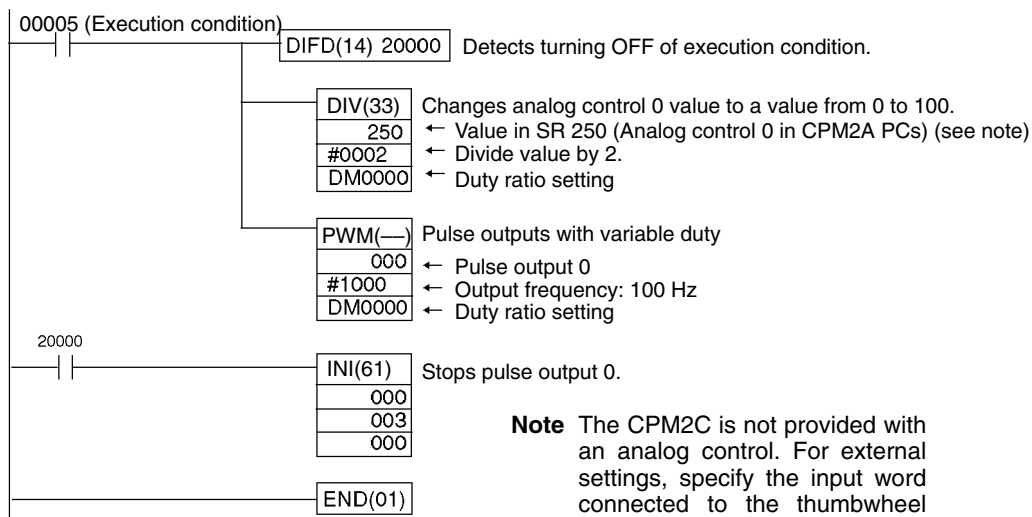 00005 (Execution condition)
DIFD(14) 20000 Detects turning OFF of execution condition.
DIV(33) Changes analog control 0 value to a value from 0 to 100.
250 ← Value in SR 250 (Analog control 0 in CPM2A PCs) (see note)
#0002 ← Divide value by 2.
DM0000 ← Duty ratio setting
PWM(––) Pulse outputs with variable duty
000 ← Pulse output 0
#1000 ← Output frequency: 100 Hz
DM0000 ← Duty ratio setting
20000
INI(61) Stops pulse output 0.
000
003
000
Note The CPM2C is not provided with
an analog control. For external
settings, specify the input word
connected to the thumbwheel
END(01)